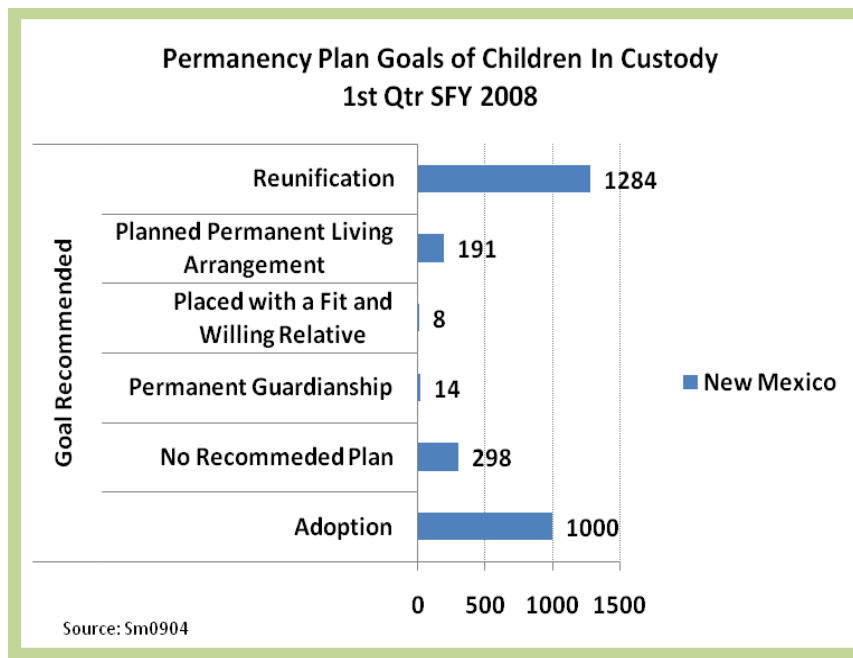 Permanency Plan Goals of Children In Custody
1st Qtr SFY 2008
Goal Recommended
Reunification
1284
Planned Permanent Living
Arrangement
191
Placed with a Fit and
Willing Relative
8
Permanent Guardianship
14
No Recommeded Plan
298
Adoption
1000
New Mexico
0 500 1000 1500
Source: Sm0904